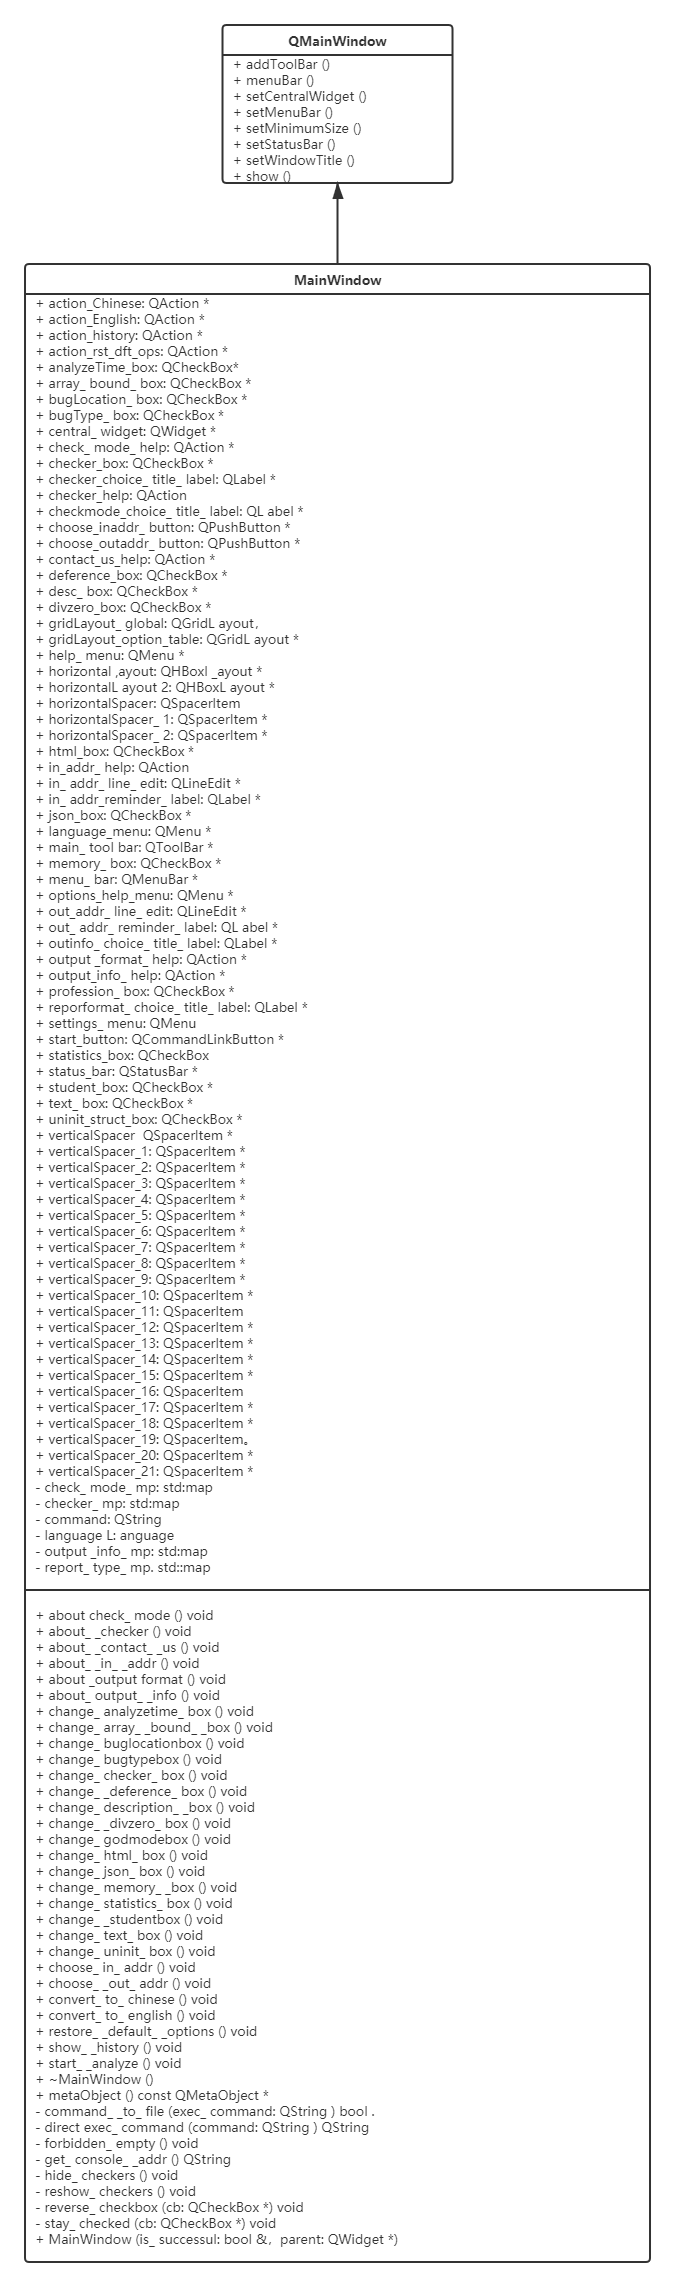 QMainWindow
+ addToolBar ()
+ menuBar ()
+ setCentralWidget ()
+ setMenuBar ()
+ setMinimumSize ()
+ setStatusBar ()
+ setWindowTitle ()
+ show ()
MainWindow
+ action_Chinese: QAction *
+ action_English: QAction *
+ action_history: QAction *
+ action_rst_dft_ops: QAction *
+ analyzeTime_box: QCheckBox*
+ array_ bound_ box: QCheckBox *
+ bugLocation_ box: QCheckBox *
+ bugType_ box: QCheckBox *
+ central_ widget: QWidget *
+ check_ mode_ help: QAction *
+ checker_box: QCheckBox *
+ checker_choice_ title_ label: QLabel *
+ checker_help: QAction
+ checkmode_choice_ title_ label: QL abel *
+ choose_inaddr_ button: QPushButton *
+ choose_outaddr_ button: QPushButton *
+ contact_us_help: QAction *
+ deference_box: QCheckBox *
+ desc_ box: QCheckBox *
+ divzero_box: QCheckBox *
+ gridLayout_ global: QGridL ayout，
+ gridLayout_option_table: QGridL ayout *
+ help_ menu: QMenu *
+ horizontal ,ayout: QHBoxl _ayout *
+ horizontalL ayout 2: QHBoxL ayout *
+ horizontalSpacer: QSpacerItem
+ horizontalSpacer_ 1: QSpacerItem *
+ horizontalSpacer_ 2: QSpacerItem *
+ html_box: QCheckBox *
+ in_addr_ help: QAction
+ in_ addr_ line_ edit: QLineEdit *
+ in_ addr_reminder_ label: QLabel *
+ json_box: QCheckBox *
+ language_menu: QMenu *
+ main_ tool bar: QToolBar *
+ memory_ box: QCheckBox *
+ menu_ bar: QMenuBar *
+ options_help_menu: QMenu *
+ out_addr_ line_ edit: QLineEdit *
+ out_ addr_ reminder_ label: QL abel *
+ outinfo_ choice_ title_ label: QLabel *
+ output _format_ help: QAction *
+ output_info_ help: QAction *
+ profession_ box: QCheckBox *
+ reporformat_ choice_ title_ label: QLabel *
+ settings_ menu: QMenu
+ start_button: QCommandLinkButton *
+ statistics_box: QCheckBox
+ status_bar: QStatusBar *
+ student_box: QCheckBox *
+ text_ box: QCheckBox *
+ uninit_struct_box: QCheckBox *
+ verticalSpacer  QSpacerItem *
+ verticalSpacer_1: QSpacerItem *
+ verticalSpacer_2: QSpacerItem *
+ verticalSpacer_3: QSpacerItem *
+ verticalSpacer_4: QSpacerItem *
+ verticalSpacer_5: QSpacerItem *
+ verticalSpacer_6: QSpacerItem *
+ verticalSpacer_7: QSpacerItem *
+ verticalSpacer_8: QSpacerItem *
+ verticalSpacer_9: QSpacerItem *
+ verticalSpacer_10: QSpacerItem *
+ verticalSpacer_11: QSpacerItem
+ verticalSpacer_12: QSpacerItem *
+ verticalSpacer_13: QSpacerItem *
+ verticalSpacer_14: QSpacerItem *
+ verticalSpacer_15: QSpacerItem *
+ verticalSpacer_16: QSpacerItem
+ verticalSpacer_17: QSpacerItem *
+ verticalSpacer_18: QSpacerItem *
+ verticalSpacer_19: QSpacerItem。
+ verticalSpacer_20: QSpacerItem *
+ verticalSpacer_21: QSpacerItem *
- check_ mode_ mp: std:map
- checker_ mp: std:map
- command: QString
- language L: anguage
- output _info_ mp: std:map
- report_ type_ mp. std::map
+ about check_ mode () void
+ about_ _checker () void
+ about_ _contact_ _us () void
+ about_ _in_ _addr () void
+ about _output format () void
+ about_ output_ _info () void
+ change_ analyzetime_ box () void
+ change_ array_ _bound_ _box () void
+ change_ buglocationbox () void
+ change_ bugtypebox () void
+ change_ checker_ box () void
+ change_ _deference_ box () void
+ change_ description_ _box () void
+ change_ _divzero_ box () void
+ change_ godmodebox () void
+ change_ html_ box () void
+ change_ json_ box () void
+ change_ memory_ _box () void
+ change_ statistics_ box () void
+ change_ _studentbox () void
+ change_ text_ box () void
+ change_ uninit_ box () void
+ choose_ in_ addr () void
+ choose_ _out_ addr () void
+ convert_ to_ chinese () void
+ convert_ to_ english () void
+ restore_ _default_ _options () void
+ show_ _history () void
+ start_ _analyze () void
+ ~MainWindow ()
+ metaObject () const QMetaObject *
- command_ _to_ file (exec_ command: QString ) bool .
- direct exec_ command (command: QString ) QString
- forbidden_ empty () void
- get_ console_ _addr () QString
- hide_ checkers () void
- reshow_ checkers () void
- reverse_ checkbox (cb: QCheckBox *) void
- stay_ checked (cb: QCheckBox *) void
+ MainWindow (is_ successul: bool &，parent: QWidget *)